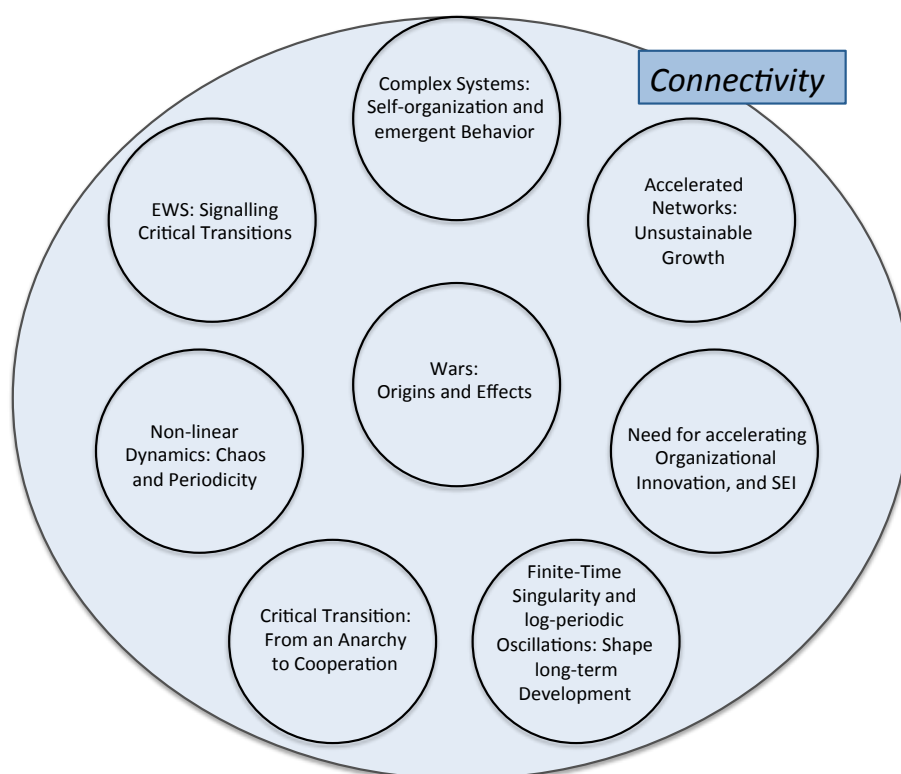 Connectivity
Complex Systems:
Self-organization and
emergent Behavior
EWS: Signalling
Critical Transitions
Accelerated
Networks:
Unsustainable
Growth
Wars:
Origins and Effects
Non-linear
Dynamics: Chaos
and Periodicity
Need for accelerating
Organizational
Innovation, and SEI
Critical Transition:
From an Anarchy
to Cooperation
Finite-Time
Singularity and
log-periodic
Oscillations: Shape
long-term
Development